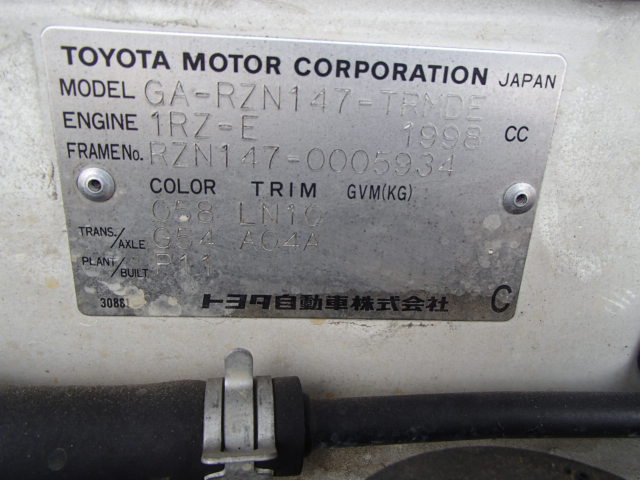 TOYOTA MOTOR CORPORATION JAPAN
MODEL GA-RZN147-TRMDE
ENGINE 1RZ-E 1998 CC
FRAME No. RZN147-0005934
COLOR TRIM GVM(KG)
058 LN10
TRANS./AXLE G54 A04A
PLANT/BUILT P11
30881
トヨタ自動車株式会社 C